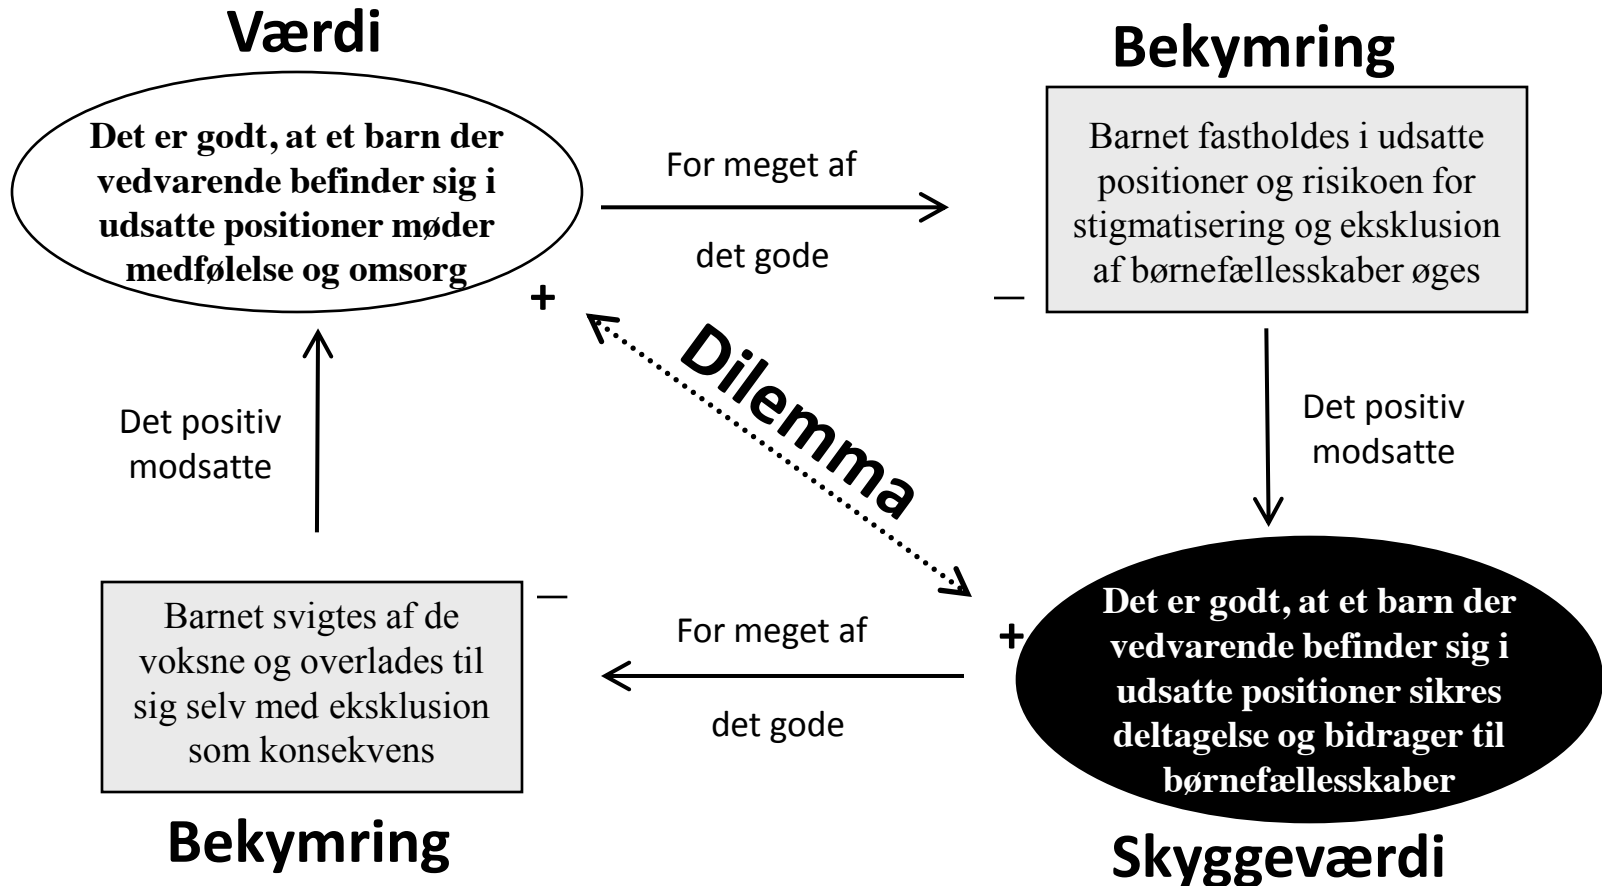 Værdi
Det er godt, at et barn der
vedvarende befinder sig i
udsatte positioner møder
medfølelse og omsorg
+
For meget af
det gode
Bekymring
Barnet fastholdes i udsatte
positioner og risikoen for
stigmatisering og eksklusion
af børnefællesskaber øges
–
Dilemma
Det positiv
modsatte
Det positiv
modsatte
Barnet svigtes af de
voksne og overlades til
sig selv med eksklusion
som konsekvens
–
Bekymring
For meget af
det gode
+
Det er godt, at et barn der
vedvarende befinder sig i
udsatte positioner sikres
deltagelse og bidrager til
børnefællesskaber
Skyggeværdi